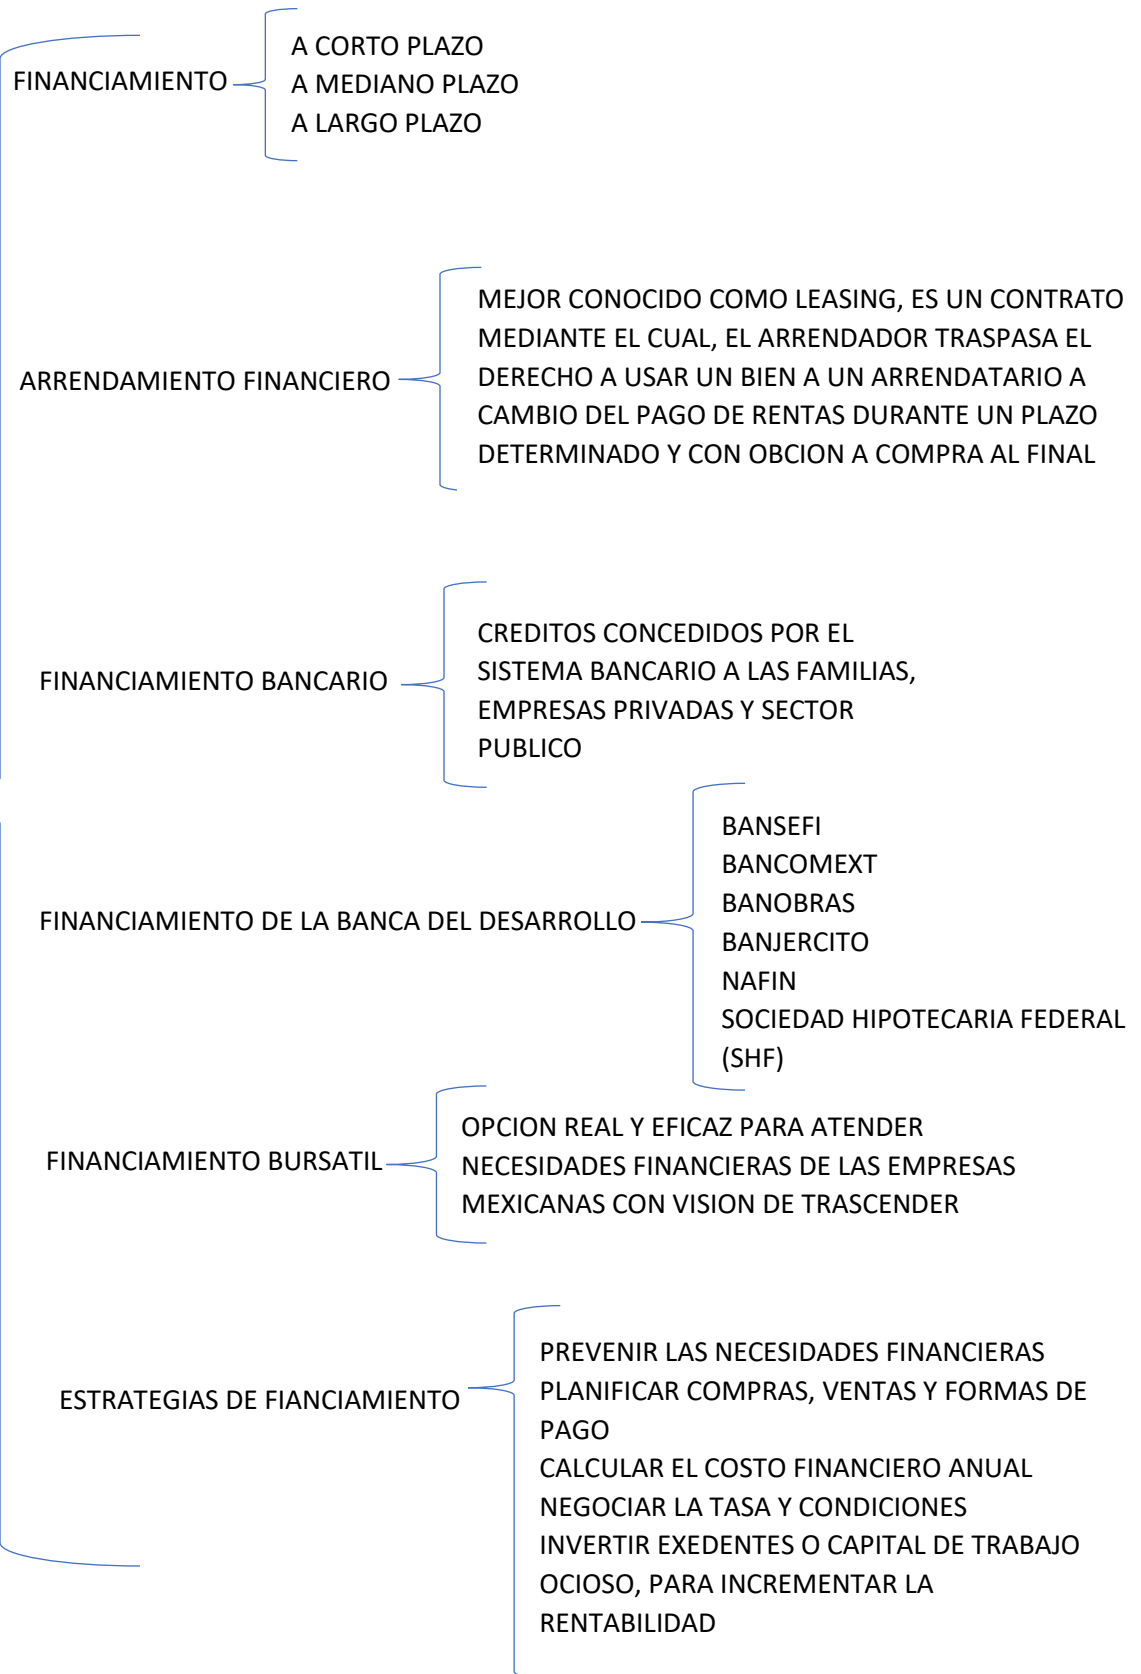 FINANCIAMIENTO
A CORTO PLAZO
A MEDIANO PLAZO
A LARGO PLAZO
ARRENDAMIENTO FINANCIERO
MEJOR CONOCIDO COMO LEASING, ES UN CONTRATO
MEDIANTE EL CUAL, EL ARRENDADOR TRASPASA EL
DERECHO A USAR UN BIEN A UN ARRENDATARIO A
CAMBIO DEL PAGO DE RENTAS DURANTE UN PLAZO
DETERMINADO Y CON OBCION A COMPRA AL FINAL
FINANCIAMIENTO BANCARIO
CREDITOS CONCEDIDOS POR EL
SISTEMA BANCARIO A LAS FAMILIAS,
EMPRESAS PRIVADAS Y SECTOR
PUBLICO
FINANCIAMIENTO DE LA BANCA DEL DESARROLLO
BANSEFI
BANCOMEXT
BANOBRAS
BANJERCITO
NAFIN
SOCIEDAD HIPOTECARIA FEDERAL
(SHF)
FINANCIAMIENTO BURSATIL
OPCION REAL Y EFICAZ PARA ATENDER
NECESIDADES FINANCIERAS DE LAS EMPRESAS
MEXICANAS CON VISION DE TRASCENDER
ESTRATEGIAS DE FIANCIAMIENTO
PREVENIR LAS NECESIDADES FINANCIERAS
PLANIFICAR COMPRAS, VENTAS Y FORMAS DE
PAGO
CALCULAR EL COSTO FINANCIERO ANUAL
NEGOCIAR LA TASA Y CONDICIONES
INVERTIR EXEDENTES O CAPITAL DE TRABAJO
OCIOSO, PARA INCREMENTAR LA
RENTABILIDAD